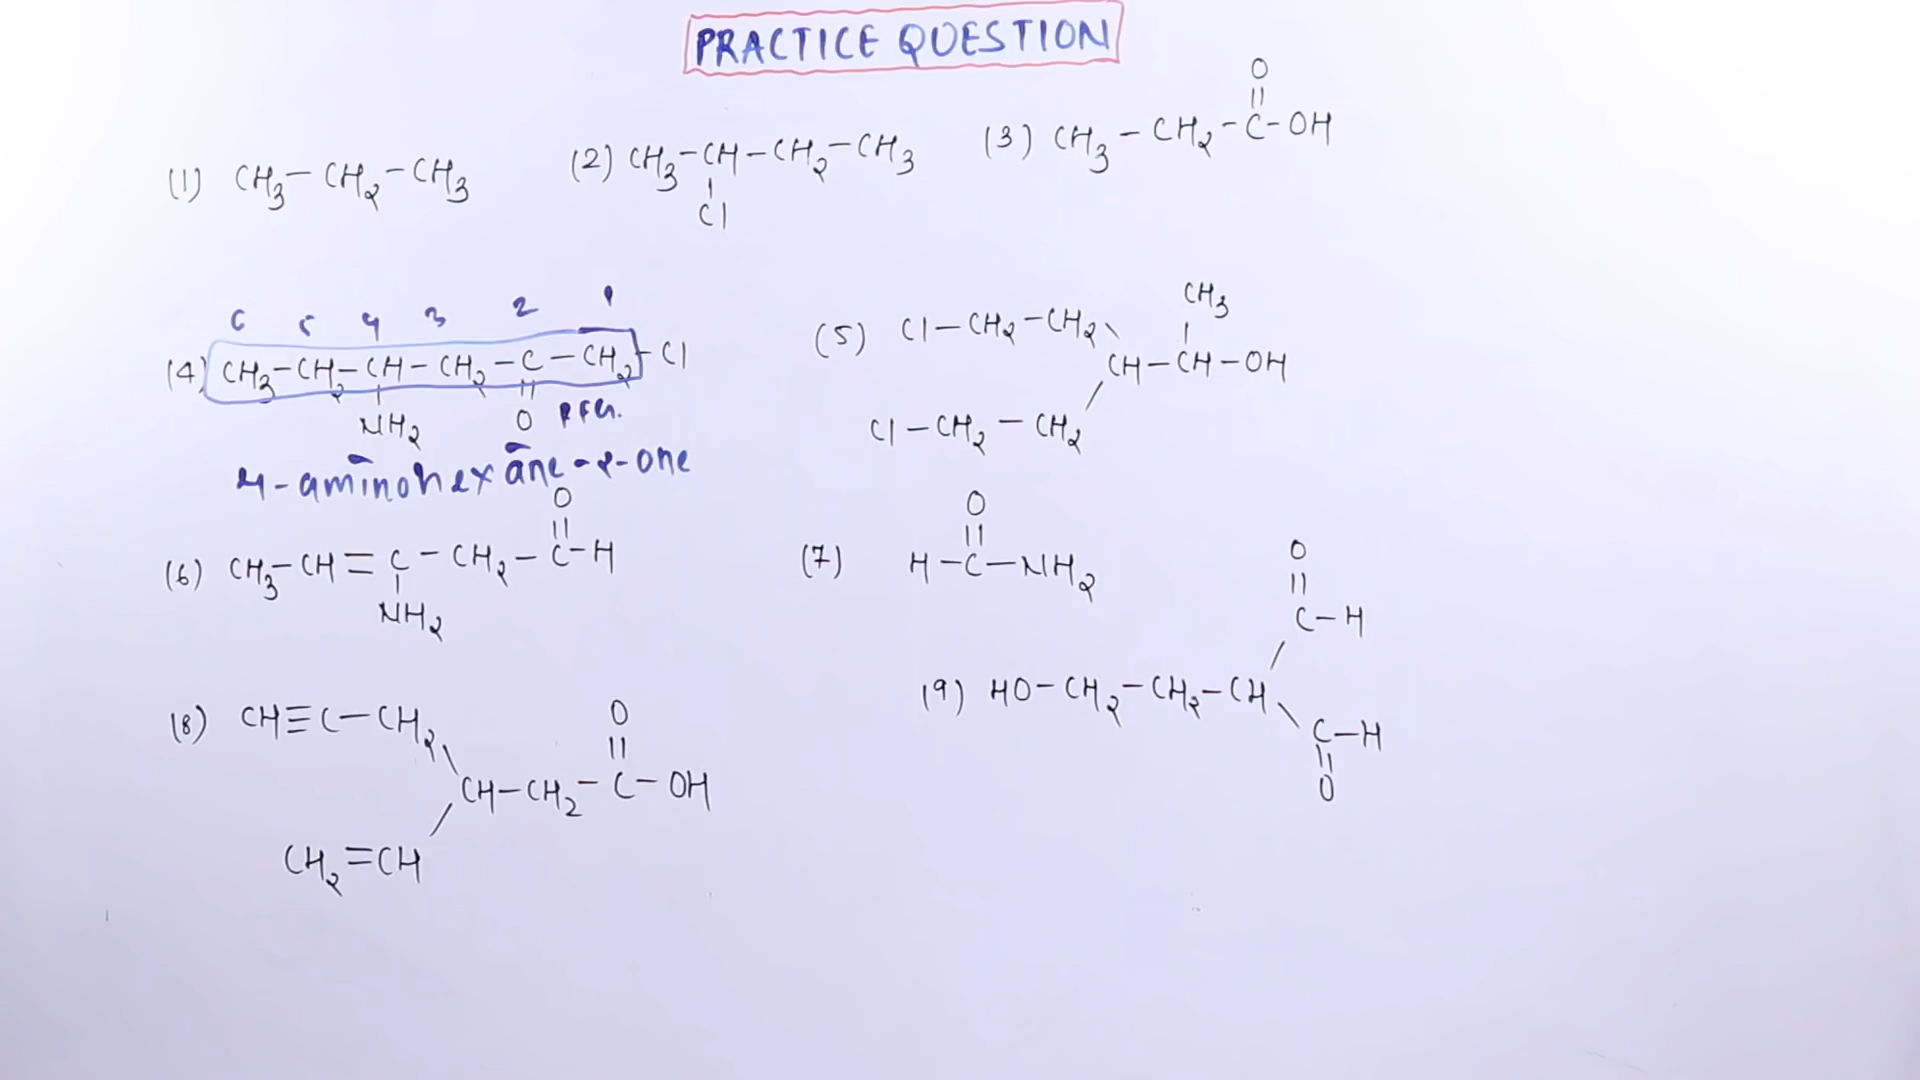 PRACTICE QUESTION
(1) CH₃-CH₂-CH₃
(2) CH₃-CH-CH₂-CH₃
Cl
O
(3) CH₃-CH₂-C-OH
6 5 4 3 2 1
(4) CH₃-CH₂-CH-CH₂-C-CH₂-Cl
NH₂ O PFG.
4-aminohexane-2-one
CH₃
(5) Cl-CH₂-CH₂
CH-CH-OH
Cl-CH₂-CH₂
O
(6) CH₃-CH=C-CH₂-C-H
NH₂
O
(7) H-C-NH₂
(8) CH≡C-CH₂
O
CH-CH₂-C-OH
CH₂=CH
O
C-H
(9) HO-CH₂-CH₂-CH
C-H
O